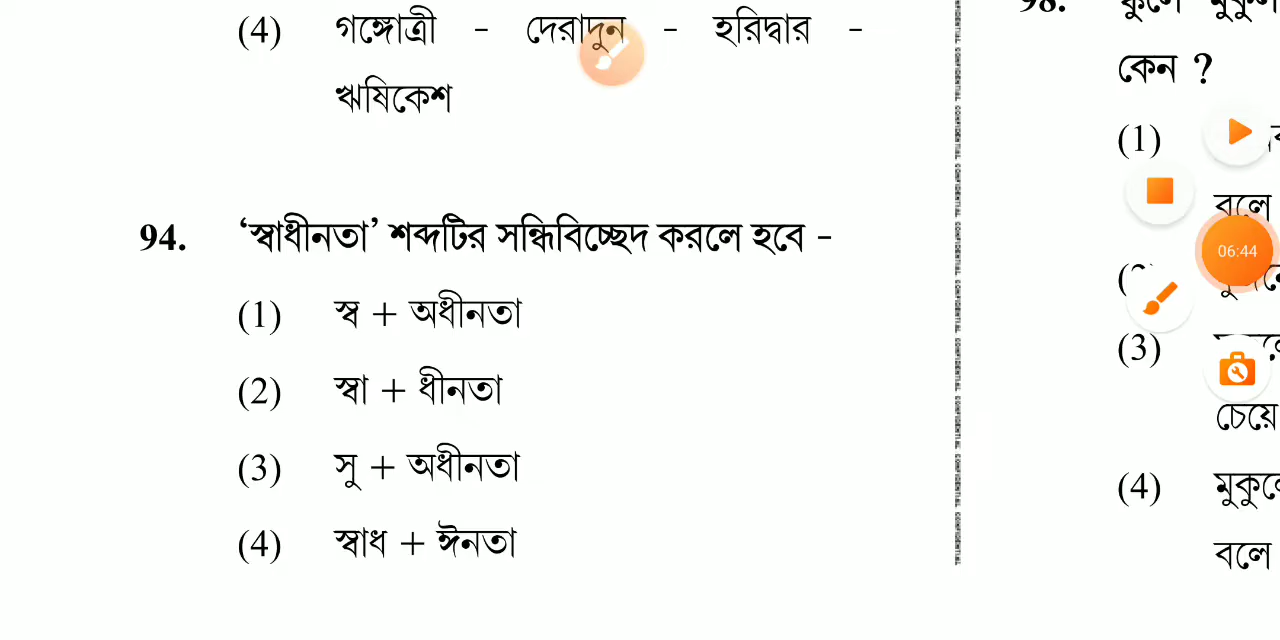 (4) গঙ্গোত্রী - দেরাদুন - হরিদ্বার -
ঋষিকেশ
94. ‘স্বাধীনতা’ শব্দটির সন্ধিবিচ্ছেদ করলে হবে -
(1) স্ব + অধীনতা
(2) স্বা + ধীনতা
(3) সু + অধীনতা
(4) স্বাধ + ঈনতা
কেন ?
(1)
বলে
06:44
(3)
চেয়ে
(4)
বলে